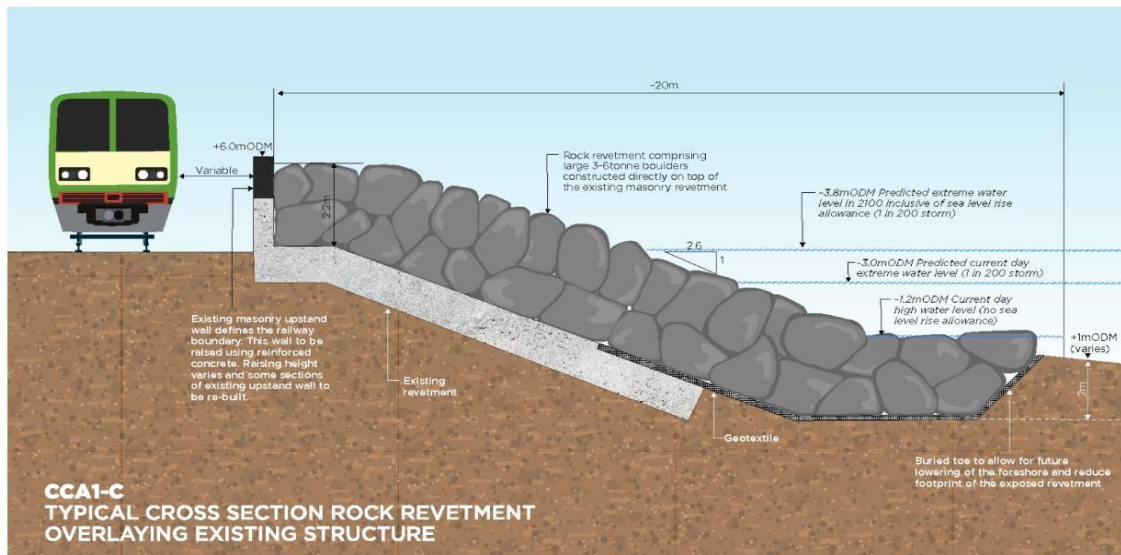 ~20m
+6.0mODM
Variable
2.2m
Rock revetment comprising
large 3-6tonne boulders
constructed directly on top of
the existing masonry revetment
~3.8mODM Predicted extreme water
level in 2100 inclusive of sea level rise
allowance (1 in 200 storm)
2.6
1
~3.0mODM Predicted current day
extreme water level (1 in 200 storm)
~1.2mODM Current day
high water level (no sea
level rise allowance)
+1mODM
(varies)
2m
Existing masonry upstand
wall defines the railway
boundary. This wall to be
raised using reinforced
concrete. Raising height
varies and some sections
of existing upstand wall to
be re-built.
Existing
revetment
Geotextile
Buried toe to allow for future
lowering of the foreshore and reduce
footprint of the exposed revetment
CCA1-C
TYPICAL CROSS SECTION ROCK REVETMENT
OVERLAYING EXISTING STRUCTURE